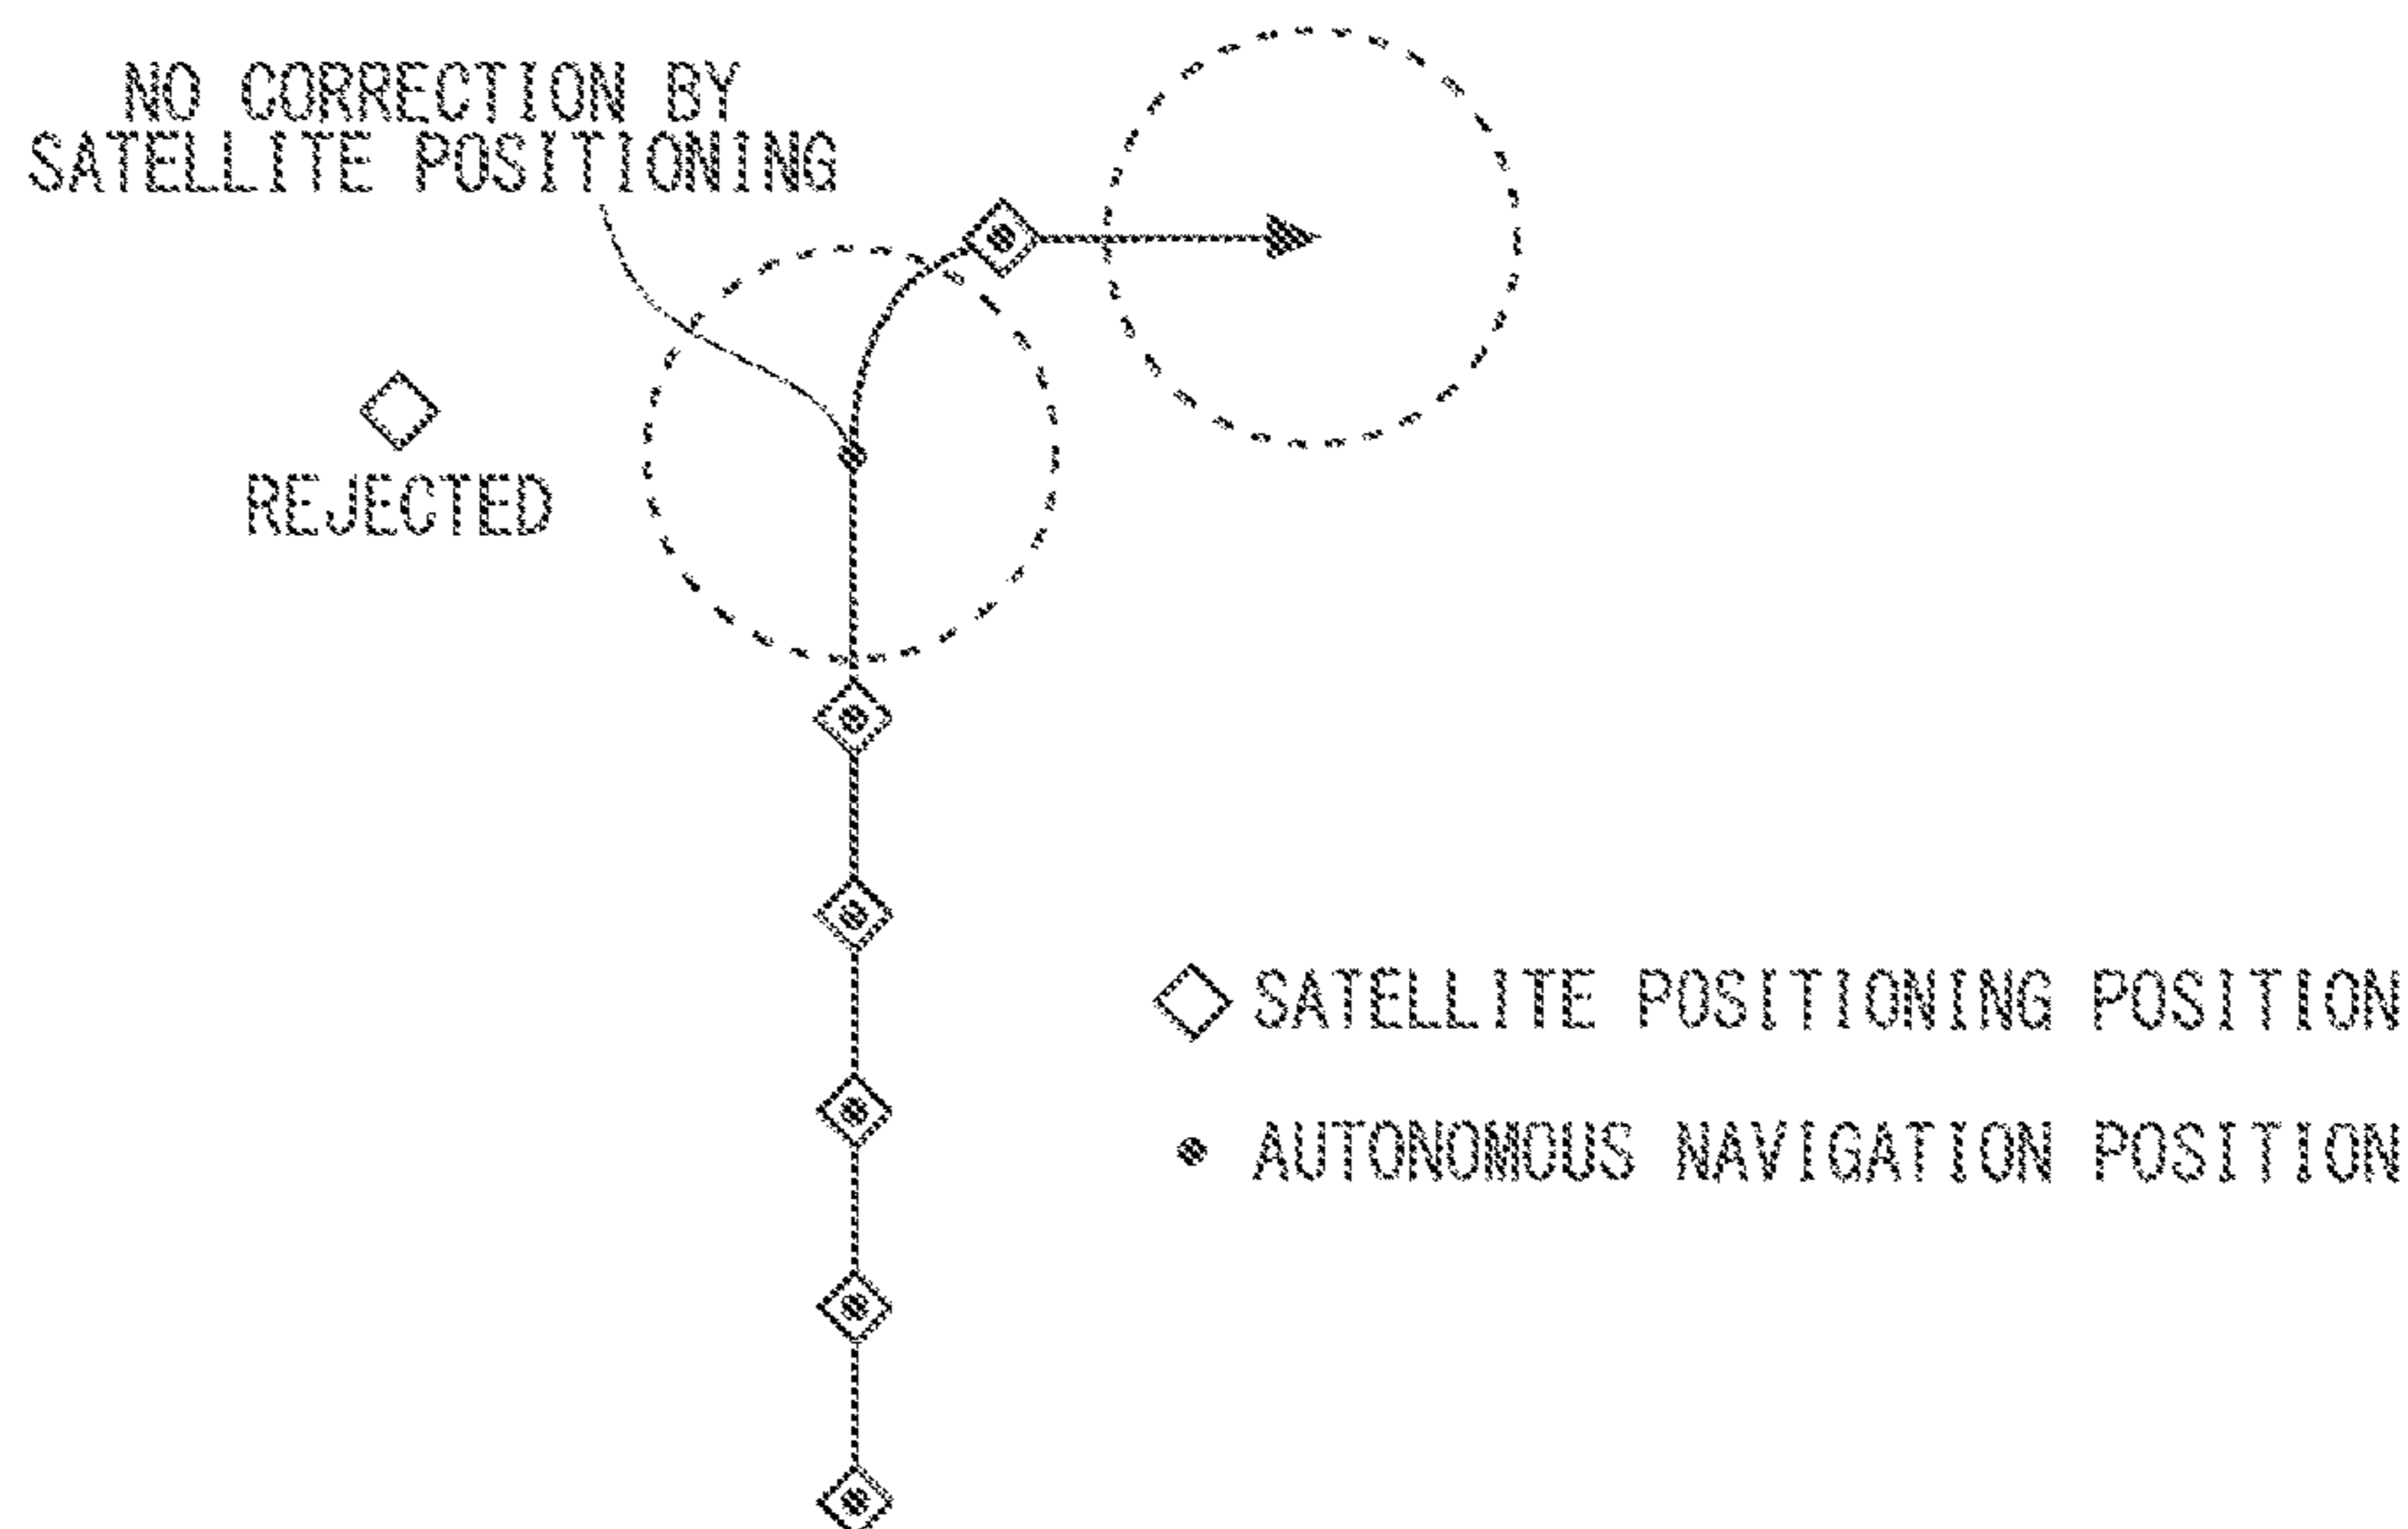 NO CORRECTION BY
SATELLITE POSITIONING
REJECTED
SATELLITE POSITIONING POSITION
AUTONOMOUS NAVIGATION POSITION